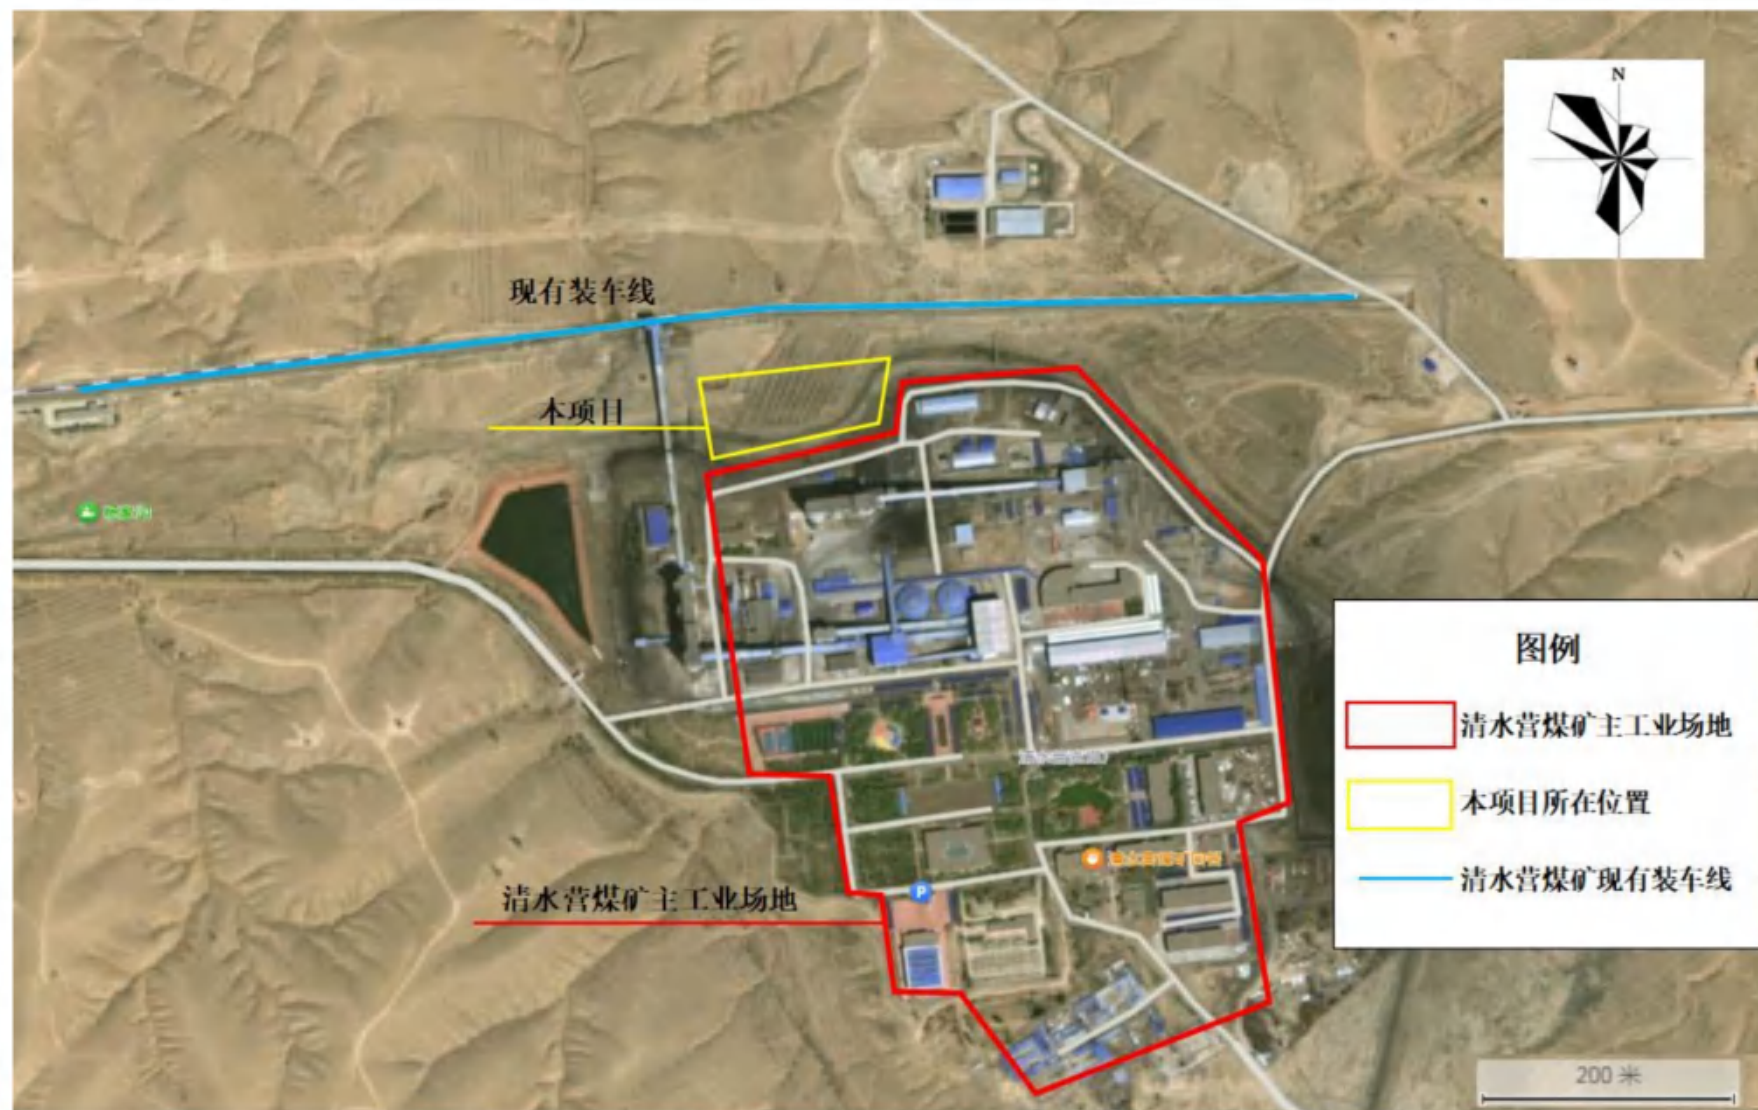 N
现有装车线
本项目
图例
清水营煤矿主工业场地
本项目所在位置
P
清水营煤矿主工业场地
清水营煤矿现有装车线
200 米